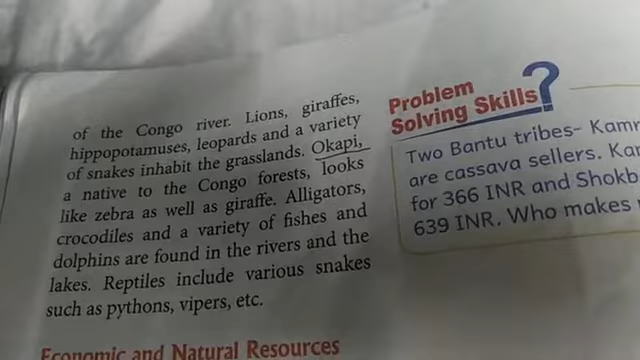 of the Congo river. Lions, giraffes,
hippopotamuses, leopards and a variety
of snakes inhabit the grasslands. Okapi,
a native to the Congo forests, looks
like zebra as well as giraffe. Alligators,
crocodiles and a variety of fishes and
dolphins are found in the rivers and the
lakes. Reptiles include various snakes
such as pythons, vipers, etc.
Economic and Natural Resources
Problem
Solving Skills?
Two Bantu tribes- Kamr
are cassava sellers. Kar
for 366 INR and Shokb
639 INR. Who makes